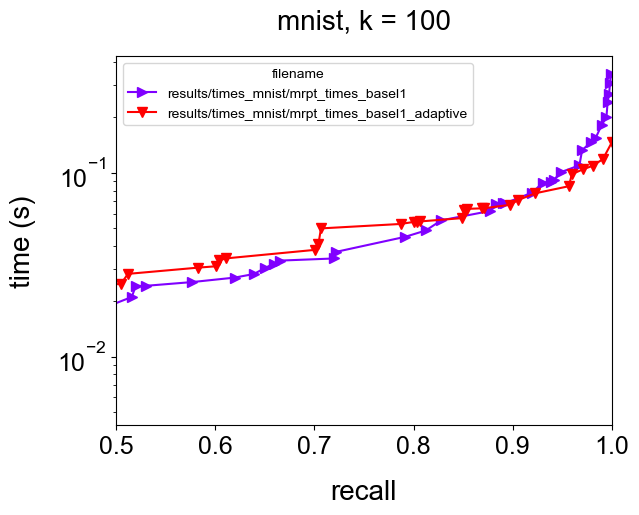 mnist, k = 100
filename
results/times_mnist/mrpt_times_basel1
results/times_mnist/mrpt_times_basel1_adaptive
time (s)
10⁻¹
10⁻²
0.5 0.6 0.7 0.8 0.9 1.0
recall